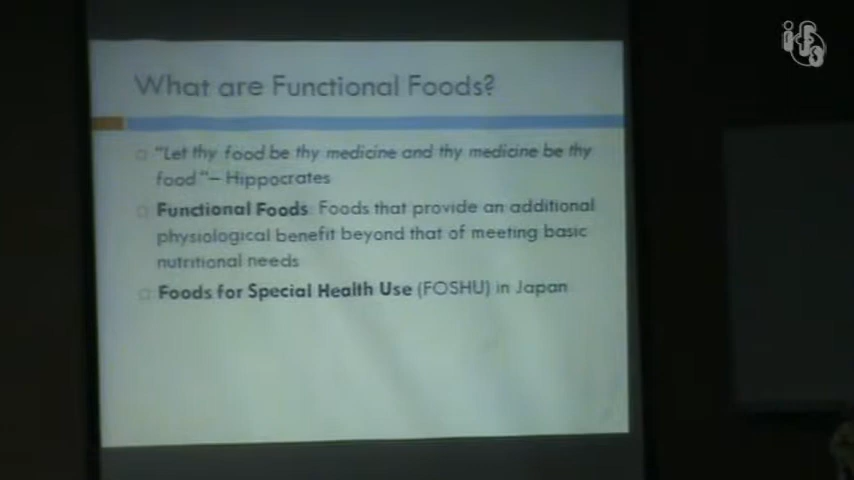 What are Functional Foods?
"Let thy food be thy medicine and thy medicine be thy
food"– Hippocrates
Functional Foods: Foods that provide an additional
physiological benefit beyond that of meeting basic
nutritional needs
Foods for Special Health Use (FOSHU) in Japan